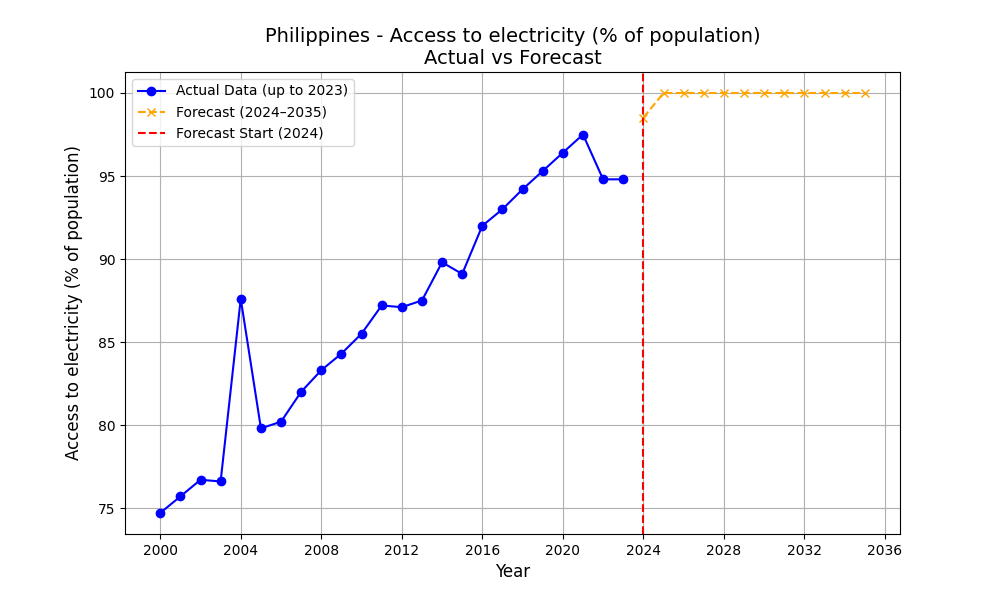 Philippines - Access to electricity (% of population)
Actual vs Forecast
Actual Data (up to 2023)
Forecast (2024–2035)
Forecast Start (2024)
Access to electricity (% of population)
100
95
90
85
80
75
2000 2004 2008 2012 2016 2020 2024 2028 2032 2036
Year